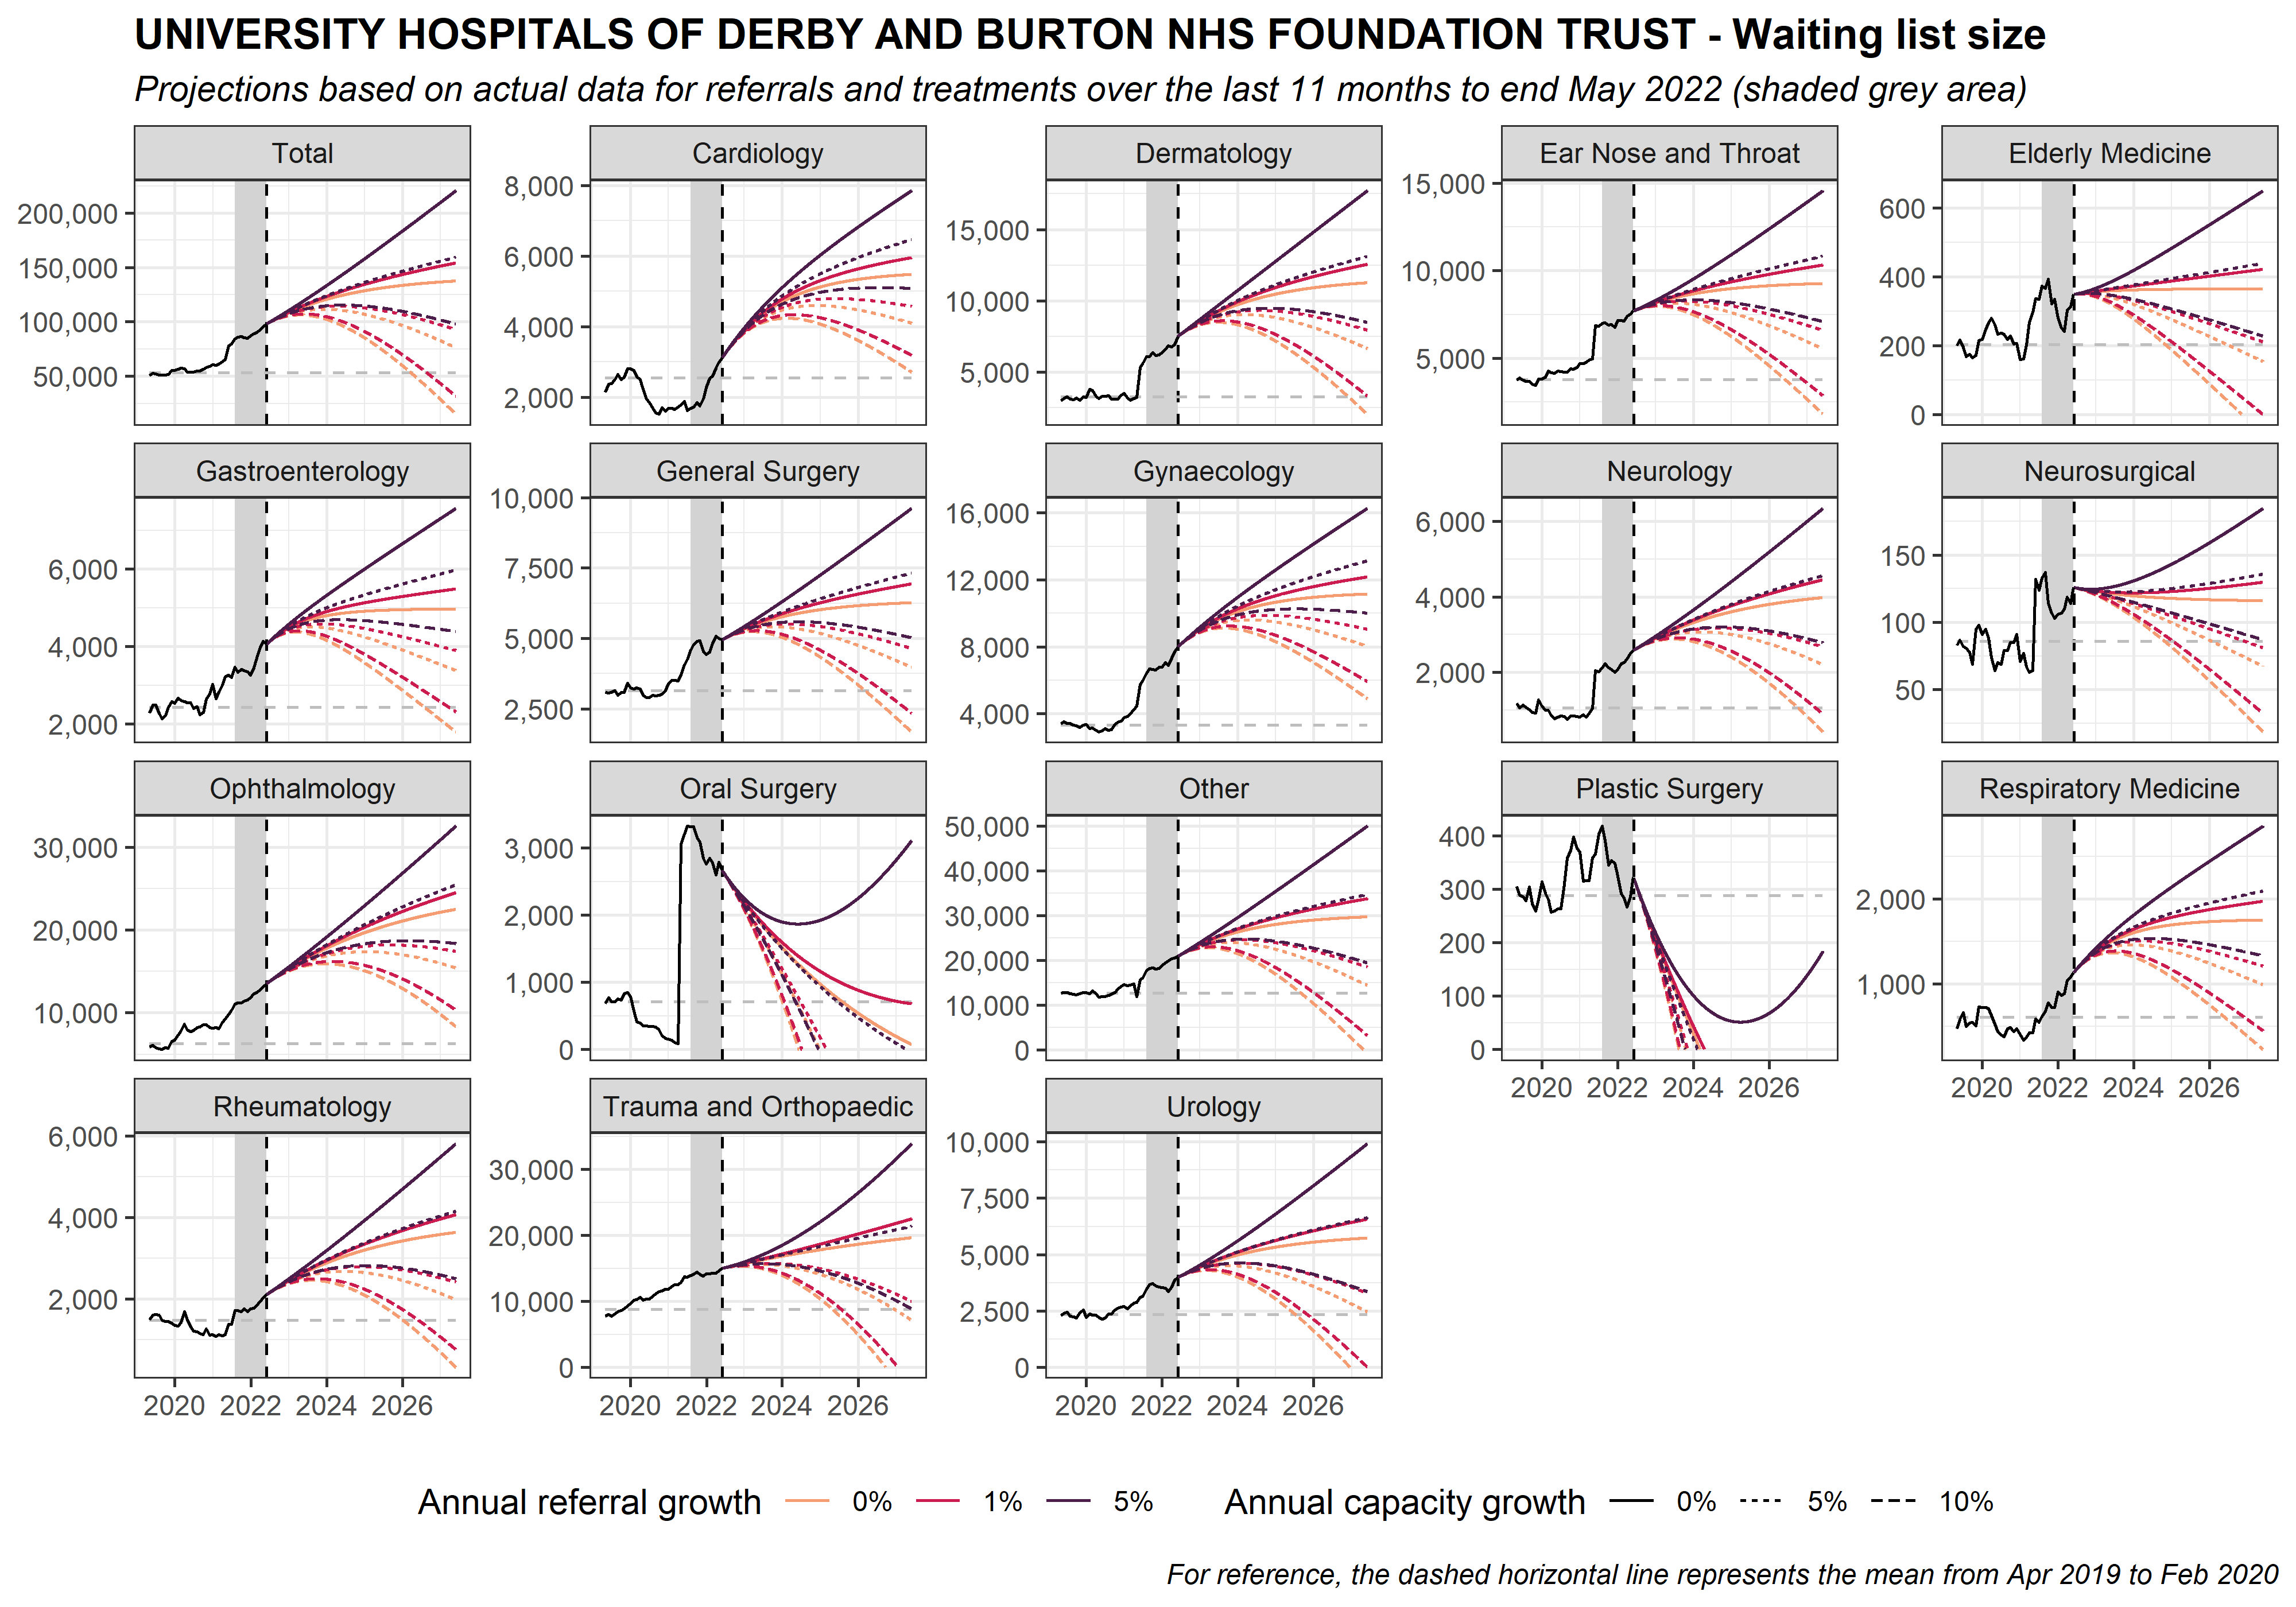 UNIVERSITY HOSPITALS OF DERBY AND BURTON NHS FOUNDATION TRUST - Waiting list size
Projections based on actual data for referrals and treatments over the last 11 months to end May 2022 (shaded grey area)
Total
200,000
150,000
100,000
50,000
Cardiology
8,000
6,000
4,000
2,000
Dermatology
15,000
10,000
5,000
Ear Nose and Throat
15,000
10,000
5,000
Elderly Medicine
600
400
200
0
Gastroenterology
6,000
4,000
2,000
General Surgery
10,000
7,500
5,000
2,500
Gynaecology
16,000
12,000
8,000
4,000
Neurology
6,000
4,000
2,000
Neurosurgical
150
100
50
Ophthalmology
30,000
20,000
10,000
Oral Surgery
3,000
2,000
1,000
0
Other
50,000
40,000
30,000
20,000
10,000
0
Plastic Surgery
400
300
200
100
0
2020 2022 2024 2026
Respiratory Medicine
2,000
1,000
2020 2022 2024 2026
Rheumatology
6,000
4,000
2,000
2020 2022 2024 2026
Trauma and Orthopaedic
30,000
20,000
10,000
0
2020 2022 2024 2026
Urology
10,000
7,500
5,000
2,500
0
2020 2022 2024 2026
Annual referral growth 0% 1% 5% Annual capacity growth 0% 5% 10%
For reference, the dashed horizontal line represents the mean from Apr 2019 to Feb 2020